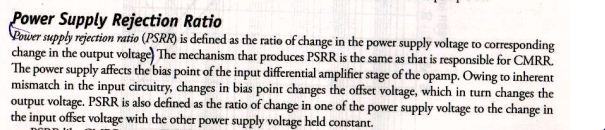 Power Supply Rejection Ratio
Power supply rejection ratio (PSRR) is defined as the ratio of change in the power supply voltage to corresponding
change in the output voltage) The mechanism that produces PSRR is the same as that is responsible for CMRR.
The power supply affects the bias point of the input differential amplifier stage of the opamp. Owing to inherent
mismatch in the input circuitry, changes in bias point changes the offset voltage, which in turn changes the
output voltage. PSRR is also defined as the ratio of change in one of the power supply voltage to the change in
the input offset voltage with the other power supply voltage held constant.